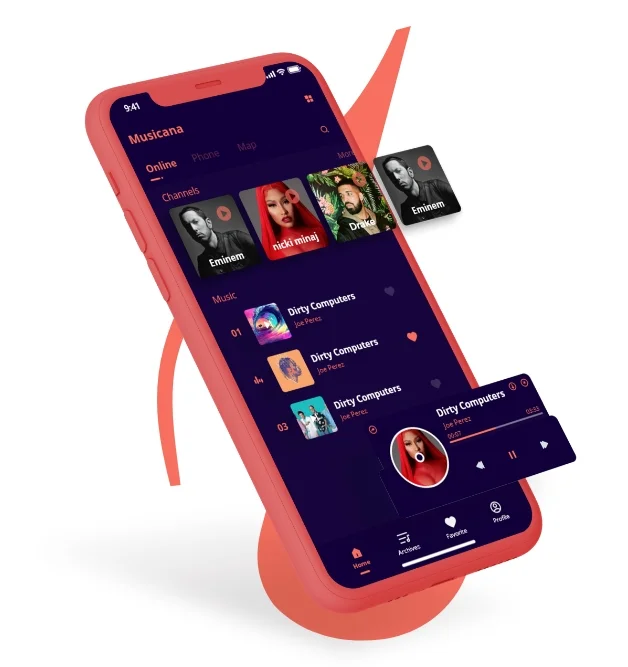 9:41
Musicana
Online Phone Map
Channels More
Eminem nicki minaj Drake Eminem
Music
01 Dirty Computers
Joe Perez
Dirty Computers
Joe Perez
03 Dirty Computers
Joe Perez
Dirty Computers
Joe Perez
00:07 03:33
Home Archives Favorite Profile